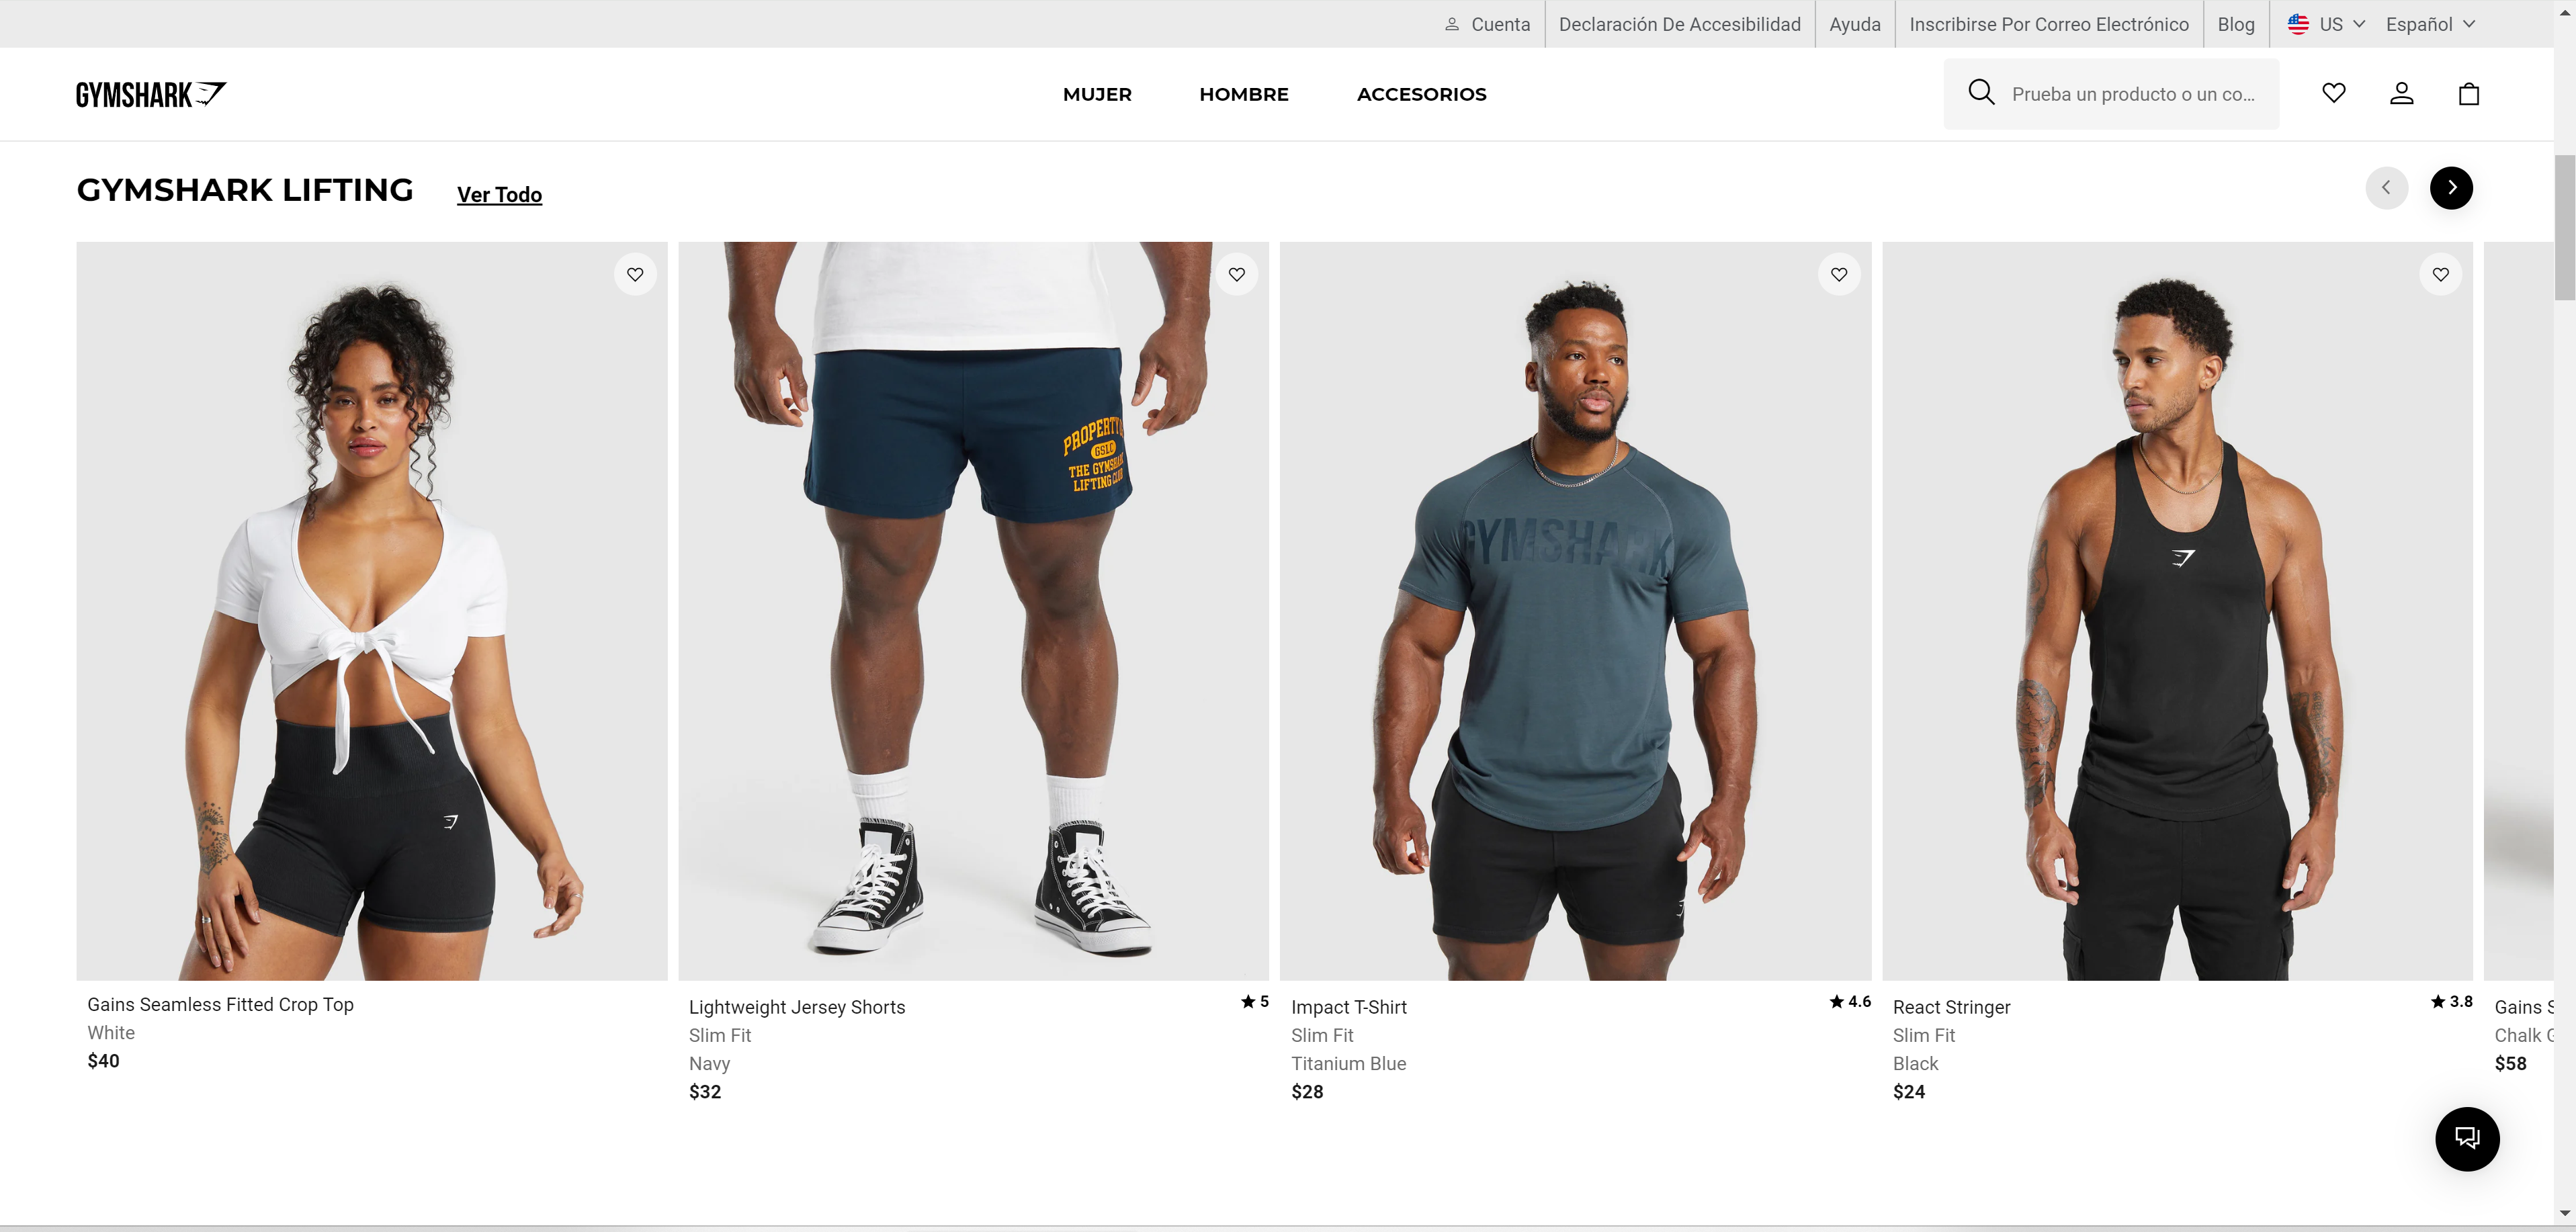 Cuenta
Declaración De Accesibilidad
Ayuda
Inscribirse Por Correo Electrónico
Blog
US
Español
GYMSHARK
MUJER
HOMBRE
ACCESORIOS
Prueba un producto o un co...
GYMSHARK LIFTING
Ver Todo
PROPERTY
GSLC
THE GYMSHARK
LIFTING CLUB
GYMSHARK
Gains Seamless Fitted Crop Top
White
$40
Lightweight Jersey Shorts
5
Slim Fit
Navy
$32
Impact T-Shirt
4.6
Slim Fit
Titanium Blue
$28
React Stringer
3.8
Slim Fit
Black
$24
Gains
Chalk
$58